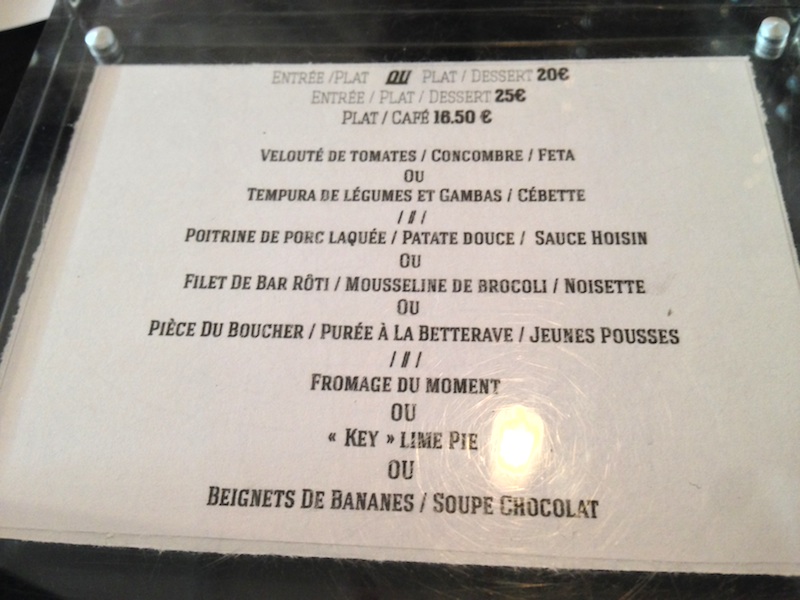 Entrée /Plat OU Plat / Dessert 20€
Entrée / Plat / Dessert 25€
Plat / Café 16.50 €
Velouté de tomates / Concombre / Feta
Ou
Tempura de légumes et Gambas / Cébette
/ // /
Poitrine de porc laquée / Patate douce / Sauce Hoisin
Ou
Filet De Bar Rôti / Mousseline de brocoli / Noisette
Ou
Pièce Du Boucher / Purée À La Betterave / Jeunes Pousses
/ // /
Fromage du moment
Ou
« Key » lime Pie
Ou
Beignets De Bananes / Soupe Chocolat